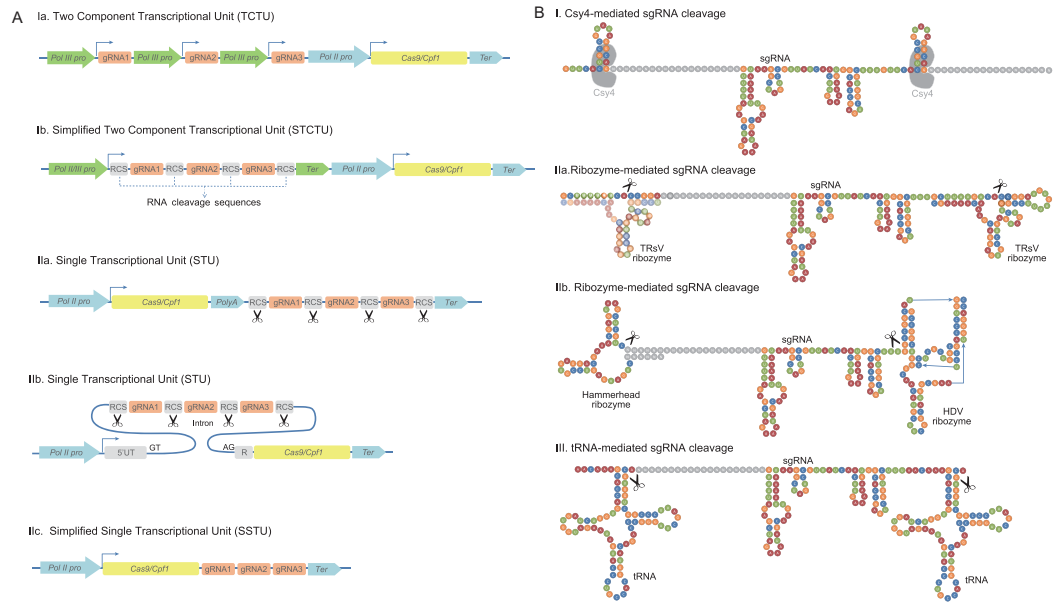 A
Ia. Two Component Transcriptional Unit (TCTU)
Pol III pro gRNA1 Pol III pro gRNA2 Pol III pro gRNA3 Pol II pro Cas9/Cpf1 Ter
Ib. Simplified Two Component Transcriptional Unit (STCTU)
Pol II/III pro RCS gRNA1 RCS gRNA2 RCS gRNA3 RCS Ter Pol II pro Cas9/Cpf1 Ter
RNA cleavage sequences
IIa. Single Transcriptional Unit (STU)
Pol II pro Cas9/Cpf1 PolyA RCS gRNA1 RCS gRNA2 RCS gRNA3 RCS Ter
IIb. Single Transcriptional Unit (STU)
RCS gRNA1 RCS gRNA2 RCS gRNA3 RCS
Intron
Pol II pro 5'UT GT AG R Cas9/Cpf1 Ter
IIc. Simplified Single Transcriptional Unit (SSTU)
Pol II pro Cas9/Cpf1 gRNA1 gRNA2 gRNA3 Ter
B
I. Csy4-mediated sgRNA cleavage
sgRNA
Csy4
Csy4
IIa.Ribozyme-mediated sgRNA cleavage
sgRNA
TRsV
ribozyme
TRsV
ribozyme
IIb. Ribozyme-mediated sgRNA cleavage
sgRNA
Hammerhead
ribozyme
HDV
ribozyme
III. tRNA-mediated sgRNA cleavage
sgRNA
tRNA
tRNA